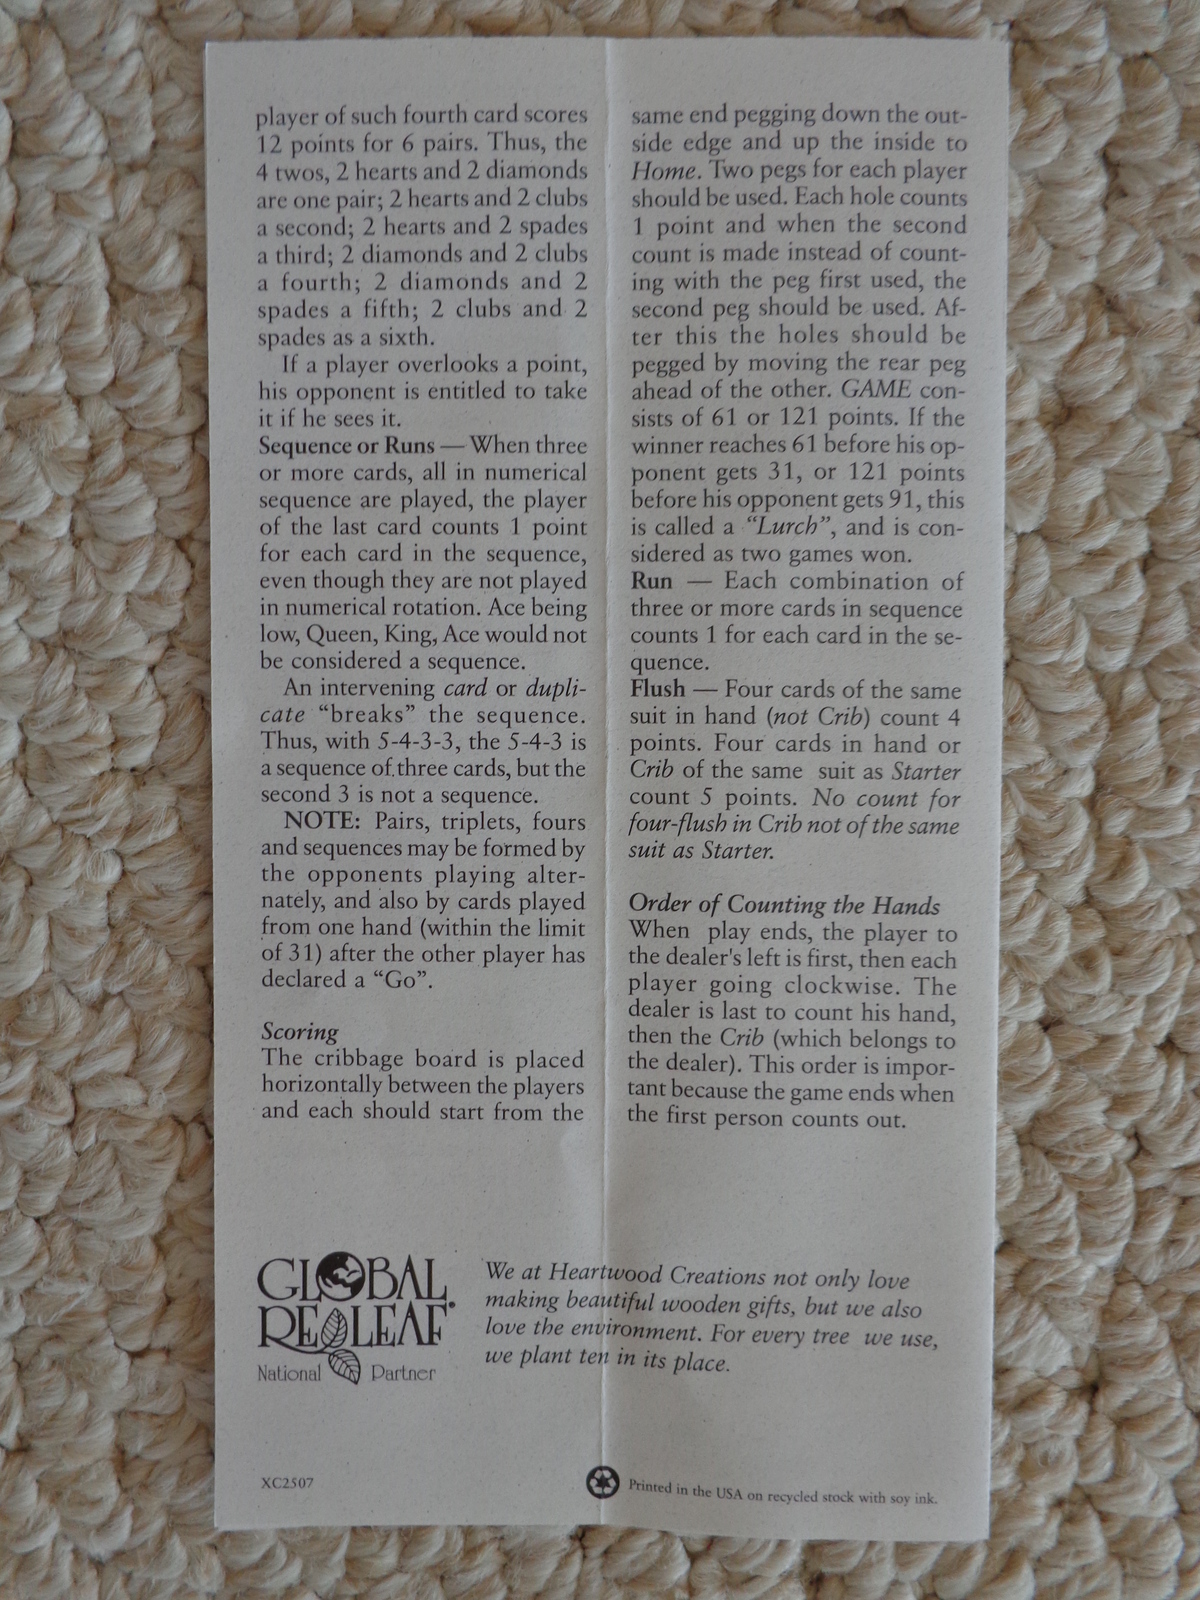 player of such fourth card scores
12 points for 6 pairs. Thus, the
4 twos, 2 hearts and 2 diamonds
are one pair; 2 hearts and 2 clubs
a second; 2 hearts and 2 spades
a third; 2 diamonds and 2 clubs
a fourth; 2 diamonds and 2
spades a fifth; 2 clubs and 2
spades as a sixth.
If a player overlooks a point,
his opponent is entitled to take
it if he sees it.
Sequence or Runs — When three
or more cards, all in numerical
sequence are played, the player
of the last card counts 1 point
for each card in the sequence,
even though they are not played
in numerical rotation. Ace being
low, Queen, King, Ace would not
be considered a sequence.
An intervening card or dupli-
cate “breaks” the sequence.
Thus, with 5-4-3-3, the 5-4-3 is
a sequence of three cards, but the
second 3 is not a sequence.
NOTE: Pairs, triplets, fours
and sequences may be formed by
the opponents playing alter-
nately, and also by cards played
from one hand (within the limit
of 31) after the other player has
declared a “Go”.
Scoring
The cribbage board is placed
horizontally between the players
and each should start from the
same end pegging down the out-
side edge and up the inside to
Home. Two pegs for each player
should be used. Each hole counts
1 point and when the second
count is made instead of count-
ing with the peg first used, the
second peg should be used. Af-
ter this the holes should be
pegged by moving the rear peg
ahead of the other. GAME con-
sists of 61 or 121 points. If the
winner reaches 61 before his op-
ponent gets 31, or 121 points
before his opponent gets 91, this
is called a “Lurch”, and is con-
sidered as two games won.
Run — Each combination of
three or more cards in sequence
counts 1 for each card in the se-
quence.
Flush — Four cards of the same
suit in hand (not Crib) count 4
points. Four cards in hand or
Crib of the same suit as Starter
count 5 points. No count for
four-flush in Crib not of the same
suit as Starter.
Order of Counting the Hands
When play ends, the player to
the dealer's left is first, then each
player going clockwise. The
dealer is last to count his hand,
then the Crib (which belongs to
the dealer). This order is impor-
tant because the game ends when
the first person counts out.
GLOBAL
RELEAF®
National Partner
We at Heartwood Creations not only love
making beautiful wooden gifts, but we also
love the environment. For every tree we use,
we plant ten in its place.
XC2507
Printed in the USA on recycled stock with soy ink.